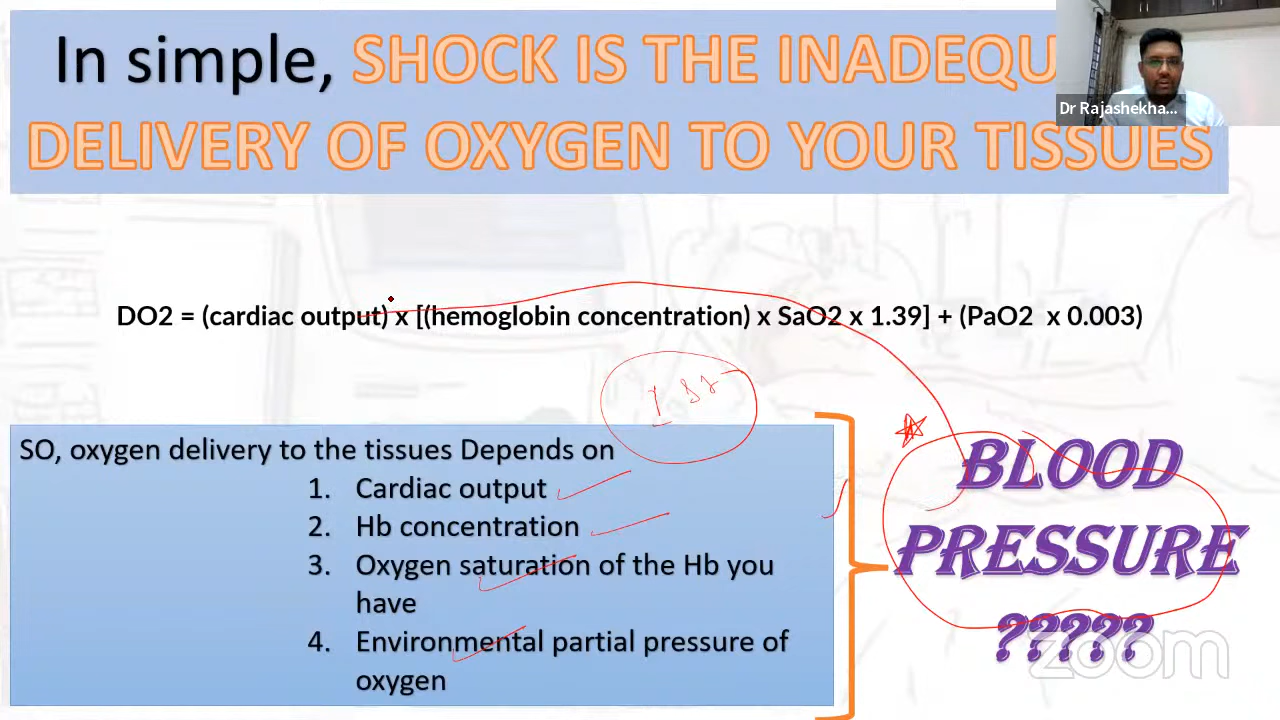 In simple, SHOCK IS THE INADEQU
DELIVERY OF OXYGEN TO YOUR TISSUES
Dr Rajashekha...
DO2 = (cardiac output) x [(hemoglobin concentration) x SaO2 x 1.39] + (PaO2 x 0.003)
SO, oxygen delivery to the tissues Depends on
1. Cardiac output
2. Hb concentration
3. Oxygen saturation of the Hb you
have
4. Environmental partial pressure of
oxygen
BLOOD
PRESSURE
?????
zoom